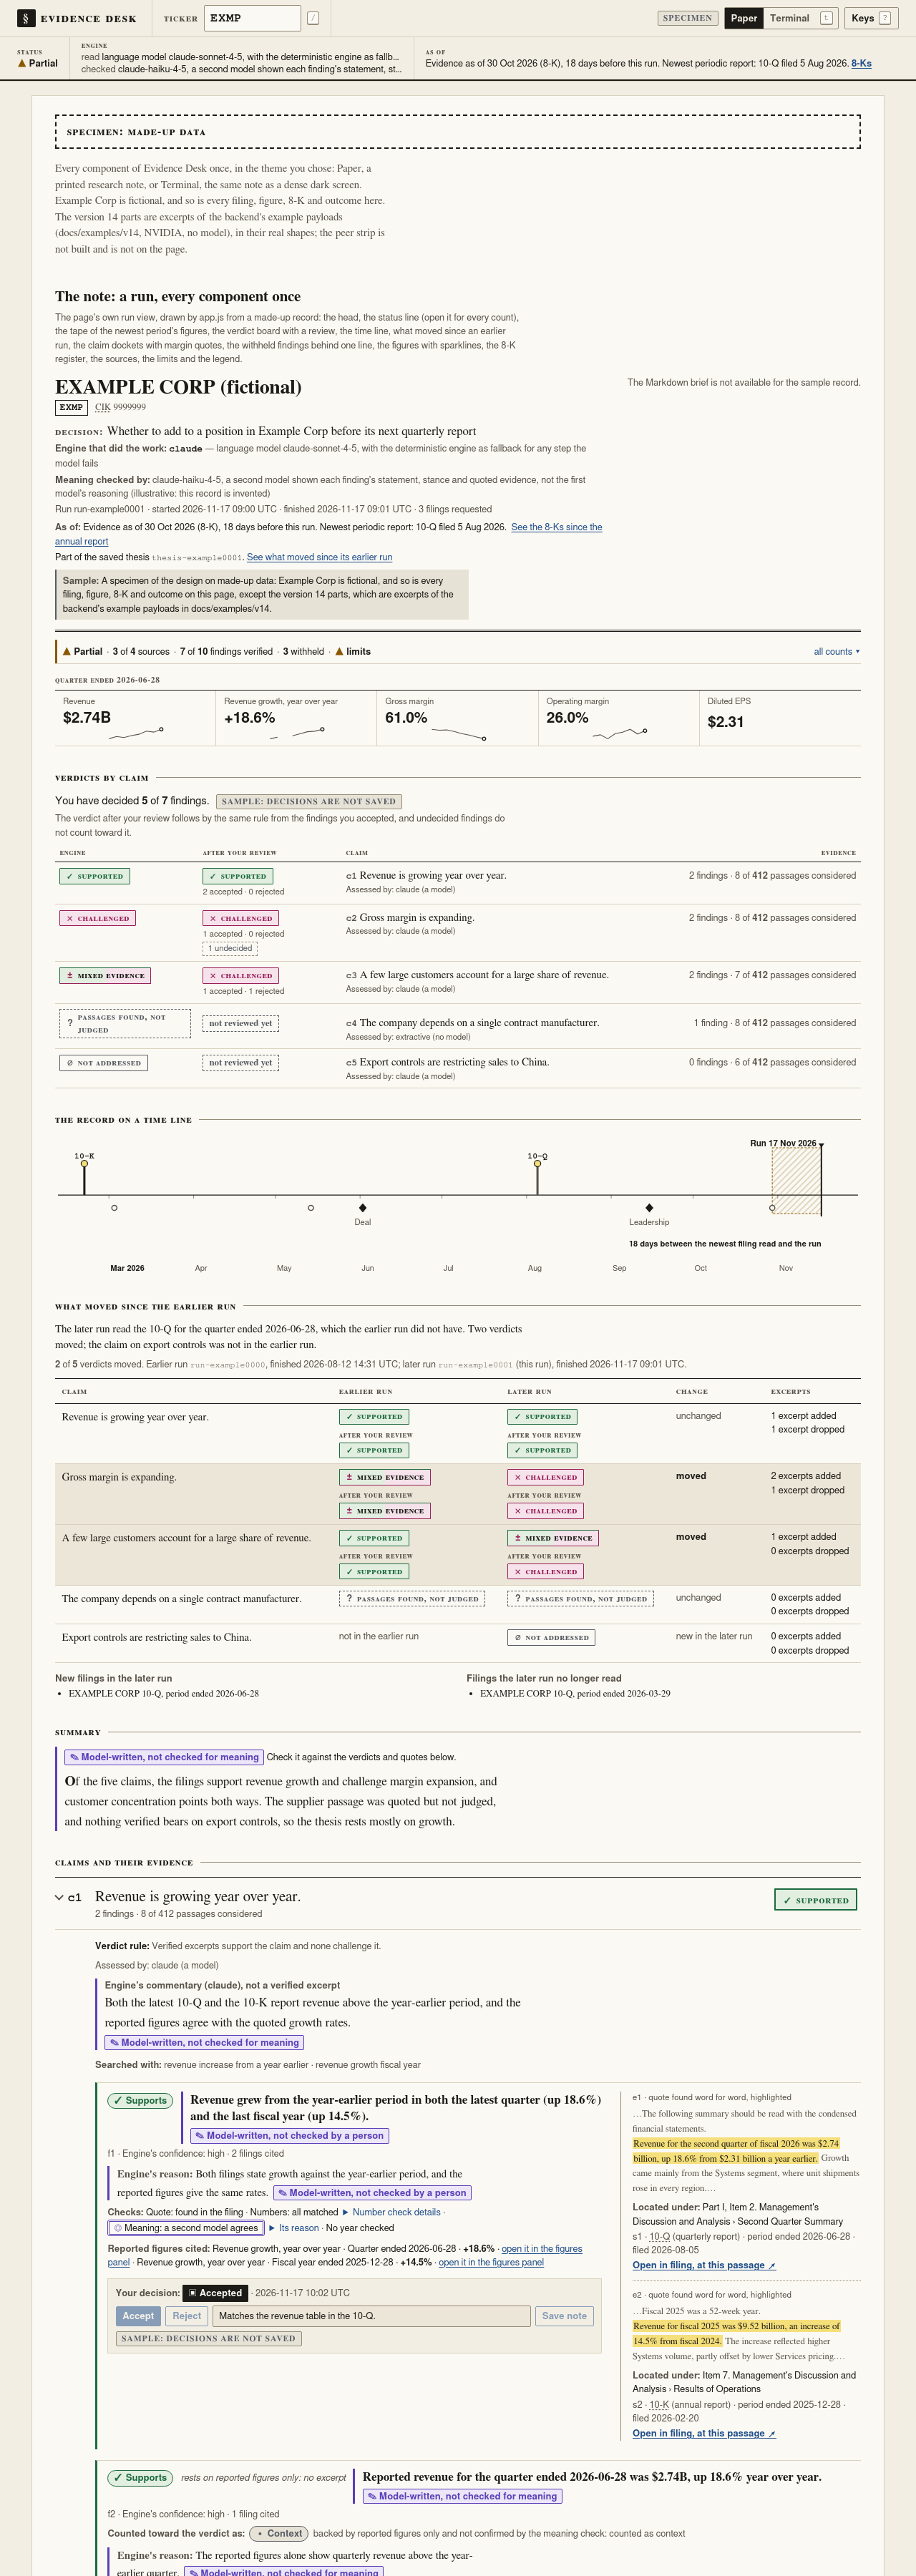 § EVIDENCE DESK TICKER EXMP / SPECIMEN Paper Terminal t Keys ?
STATUS
▲ Partial
ENGINE
read language model claude-sonnet-4-5, with the deterministic engine as fallb...
checked claude-haiku-4-5, a second model shown each finding's statement, st...
AS OF
Evidence as of 30 Oct 2026 (8-K), 18 days before this run. Newest periodic report: 10-Q filed 5 Aug 2026. 8-Ks
SPECIMEN: MADE-UP DATA
Every component of Evidence Desk once, in the theme you chose: Paper, a
printed research note, or Terminal, the same note as a dense dark screen.
Example Corp is fictional, and so is every filing, figure, 8-K and outcome here.
The version 14 parts are excerpts of the backend's example payloads
(docs/examples/v14, NVIDIA, no model), in their real shapes; the peer strip is
not built and is not on the page.
The note: a run, every component once
The page's own run view, drawn by app.js from a made-up record: the head, the status line (open it for every count),
the tape of the newest period's figures, the verdict board with a review, the time line, what moved since an earlier
run, the claim dockets with margin quotes, the withheld findings behind one line, the figures with sparklines, the 8-K
register, the sources, the limits and the legend.
EXAMPLE CORP (fictional)
The Markdown brief is not available for the sample record.
EXMP CIK 9999999
DECISION: Whether to add to a position in Example Corp before its next quarterly report
Engine that did the work: claude — language model claude-sonnet-4-5, with the deterministic engine as fallback for any step the
model fails
Meaning checked by: claude-haiku-4-5, a second model shown each finding's statement, stance and quoted evidence, not the first
model's reasoning (illustrative: this record is invented)
Run run-example0001 · started 2026-11-17 09:00 UTC · finished 2026-11-17 09:01 UTC · 3 filings requested
As of: Evidence as of 30 Oct 2026 (8-K), 18 days before this run. Newest periodic report: 10-Q filed 5 Aug 2026. See the 8-Ks since the
annual report
Part of the saved thesis thesis-example0001. See what moved since its earlier run
Sample: A specimen of the design on made-up data: Example Corp is fictional, and so is every
filing, figure, 8-K and outcome on this page, except the version 14 parts, which are excerpts of the
backend's example payloads in docs/examples/v14.
▲ Partial · 3 of 4 sources · 7 of 10 findings verified · 3 withheld · ▲ limits all counts ▾
QUARTER ENDED 2026-06-28
Revenue
$2.74B
Revenue growth, year over year
+18.6%
Gross margin
61.0%
Operating margin
26.0%
Diluted EPS
$2.31
VERDICTS BY CLAIM
You have decided 5 of 7 findings. SAMPLE: DECISIONS ARE NOT SAVED
The verdict after your review follows by the same rule from the findings you accepted, and undecided findings do
not count toward it.
ENGINE AFTER YOUR REVIEW CLAIM EVIDENCE
✓ SUPPORTED ✓ SUPPORTED c1 Revenue is growing year over year. 2 findings · 8 of 412 passages considered
2 accepted · 0 rejected Assessed by: claude (a model)
× CHALLENGED × CHALLENGED c2 Gross margin is expanding. 2 findings · 8 of 412 passages considered
1 accepted · 0 rejected Assessed by: claude (a model)
1 undecided
± MIXED EVIDENCE × CHALLENGED c3 A few large customers account for a large share of revenue. 2 findings · 7 of 412 passages considered
1 accepted · 1 rejected Assessed by: claude (a model)
? PASSAGES FOUND, NOT JUDGED not reviewed yet c4 The company depends on a single contract manufacturer. 1 finding · 8 of 412 passages considered
Assessed by: extractive (no model)
∅ NOT ADDRESSED not reviewed yet c5 Export controls are restricting sales to China. 0 findings · 6 of 412 passages considered
Assessed by: claude (a model)
THE RECORD ON A TIME LINE
Run 17 Nov 2026
10-K 10-Q
Deal Leadership
18 days between the newest filing read and the run
Mar 2026 Apr May Jun Jul Aug Sep Oct Nov
WHAT MOVED SINCE THE EARLIER RUN
The later run read the 10-Q for the quarter ended 2026-06-28, which the earlier run did not have. Two verdicts
moved; the claim on export controls was not in the earlier run.
2 of 5 verdicts moved. Earlier run run-example0000, finished 2026-08-12 14:31 UTC; later run run-example0001 (this run), finished 2026-11-17 09:01 UTC.
CLAIM EARLIER RUN LATER RUN CHANGE EXCERPTS
Revenue is growing year over year. ✓ SUPPORTED ✓ SUPPORTED unchanged 1 excerpt added
1 excerpt dropped
AFTER YOUR REVIEW AFTER YOUR REVIEW
✓ SUPPORTED ✓ SUPPORTED
Gross margin is expanding. ± MIXED EVIDENCE × CHALLENGED moved 2 excerpts added
1 excerpt dropped
AFTER YOUR REVIEW AFTER YOUR REVIEW
± MIXED EVIDENCE × CHALLENGED
A few large customers account for a large share of revenue. ✓ SUPPORTED ± MIXED EVIDENCE moved 1 excerpt added
0 excerpts dropped
AFTER YOUR REVIEW AFTER YOUR REVIEW
✓ SUPPORTED × CHALLENGED
The company depends on a single contract manufacturer. ? PASSAGES FOUND, NOT JUDGED ? PASSAGES FOUND, NOT JUDGED unchanged 0 excerpts added
0 excerpts dropped
Export controls are restricting sales to China. not in the earlier run ∅ NOT ADDRESSED new in the later run 0 excerpts added
0 excerpts dropped
New filings in the later run
• EXAMPLE CORP 10-Q, period ended 2026-06-28
Filings the later run no longer read
• EXAMPLE CORP 10-Q, period ended 2026-03-29
SUMMARY
✎ Model-written, not checked for meaning Check it against the verdicts and quotes below.
Of the five claims, the filings support revenue growth and challenge margin expansion, and
customer concentration points both ways. The supplier passage was quoted but not judged,
and nothing verified bears on export controls, so the thesis rests mostly on growth.
CLAIMS AND THEIR EVIDENCE
c1 Revenue is growing year over year. ✓ SUPPORTED
2 findings · 8 of 412 passages considered
Verdict rule: Verified excerpts support the claim and none challenge it.
Assessed by: claude (a model)
Engine's commentary (claude), not a verified excerpt
Both the latest 10-Q and the 10-K report revenue above the year-earlier period, and the
reported figures agree with the quoted growth rates.
✎ Model-written, not checked for meaning
Searched with: revenue increase from a year earlier · revenue growth fiscal year
✓ Supports Revenue grew from the year-earlier period in both the latest quarter (up 18.6%)
and the last fiscal year (up 14.5%).
✎ Model-written, not checked by a person
f1 · Engine's confidence: high · 2 filings cited
Engine's reason: Both filings state growth against the year-earlier period, and the
reported figures give the same rates. ✎ Model-written, not checked by a person
Checks: Quote: found in the filing · Numbers: all matched ► Number check details ·
Meaning: a second model agrees ► Its reason · No year checked
Reported figures cited: Revenue growth, year over year · Quarter ended 2026-06-28 · +18.6% · open it in the figures
panel · Revenue growth, year over year · Fiscal year ended 2025-12-28 · +14.5% · open it in the figures panel
Your decision: ▣ Accepted · 2026-11-17 10:02 UTC
Accept Reject Matches the revenue table in the 10-Q. Save note
SAMPLE: DECISIONS ARE NOT SAVED
e1 · quote found word for word, highlighted
…The following summary should be read with the condensed
financial statements.
Revenue for the second quarter of fiscal 2026 was $2.74
billion, up 18.6% from $2.31 billion a year earlier. Growth
came mainly from the Systems segment, where unit shipments
rose in every region.…
Located under: Part I, Item 2. Management's
Discussion and Analysis › Second Quarter Summary
s1 · 10-Q (quarterly report) · period ended 2026-06-28 ·
filed 2026-08-05
Open in filing, at this passage ↗
e2 · quote found word for word, highlighted
…Fiscal 2025 was a 52-week year.
Revenue for fiscal 2025 was $9.52 billion, an increase of
14.5% from fiscal 2024. The increase reflected higher
Systems volume, partly offset by lower Services pricing.…
Located under: Item 7. Management's Discussion and
Analysis › Results of Operations
s2 · 10-K (annual report) · period ended 2025-12-28 ·
filed 2026-02-20
Open in filing, at this passage ↗
✓ Supports rests on reported figures only: no excerpt Reported revenue for the quarter ended 2026-06-28 was $2.74B, up 18.6% year over year.
✎ Model-written, not checked for meaning
f2 · Engine's confidence: high · 1 filing cited
Counted toward the verdict as: • Context backed by reported figures only and not confirmed by the meaning check: counted as context
Engine's reason: The reported figures alone show quarterly revenue above the year-
earlier quarter. ✎ Model-written, not checked for meaning